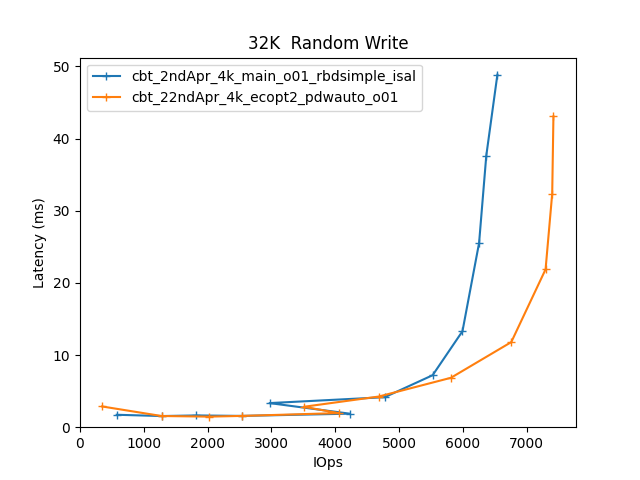 32K  Random Write
cbt_2ndApr_4k_main_o01_rbdsimple_isal
cbt_22ndApr_4k_ecopt2_pdwauto_o01
50
40
30
20
10
0
Latency (ms)
0 1000 2000 3000 4000 5000 6000 7000
IOps